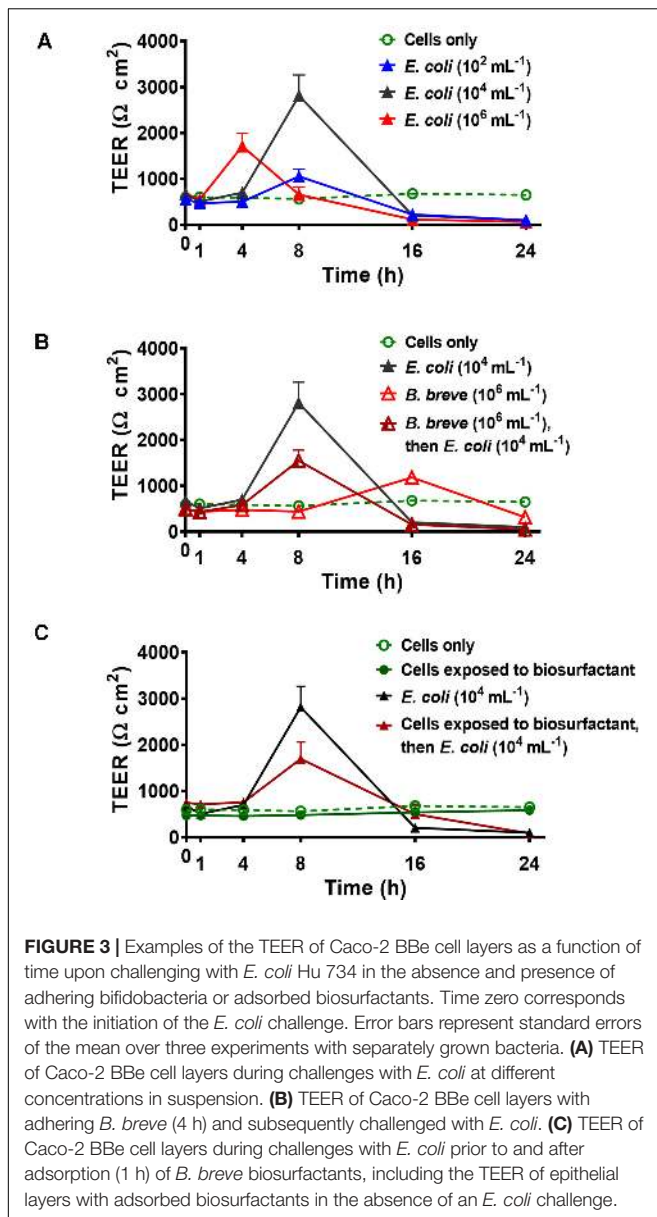 A
4000
3000
2000
1000
0
TEER (Ω cm²)
Cells only
E. coli (10² mL⁻¹)
E. coli (10⁴ mL⁻¹)
E. coli (10⁶ mL⁻¹)
0 1 4 8 16 24
Time (h)
B
4000
3000
2000
1000
0
TEER (Ω cm²)
Cells only
E. coli (10⁴ mL⁻¹)
B. breve (10⁶ mL⁻¹)
B. breve (10⁶ mL⁻¹),
then E. coli (10⁴ mL⁻¹)
0 1 4 8 16 24
Time (h)
C
4000
3000
2000
1000
0
TEER (Ω cm²)
Cells only
Cells exposed to biosurfactant
E. coli (10⁴ mL⁻¹)
Cells exposed to biosurfactant,
then E. coli (10⁴ mL⁻¹)
0 1 4 8 16 24
Time (h)
FIGURE 3 | Examples of the TEER of Caco-2 BBe cell layers as a function of
time upon challenging with E. coli Hu 734 in the absence and presence of
adhering bifidobacteria or adsorbed biosurfactants. Time zero corresponds
with the initiation of the E. coli challenge. Error bars represent standard errors
of the mean over three experiments with separately grown bacteria. (A) TEER
of Caco-2 BBe cell layers during challenges with E. coli at different
concentrations in suspension. (B) TEER of Caco-2 BBe cell layers with
adhering B. breve (4 h) and subsequently challenged with E. coli. (C) TEER of
Caco-2 BBe cell layers during challenges with E. coli prior to and after
adsorption (1 h) of B. breve biosurfactants, including the TEER of epithelial
layers with adsorbed biosurfactants in the absence of an E. coli challenge.